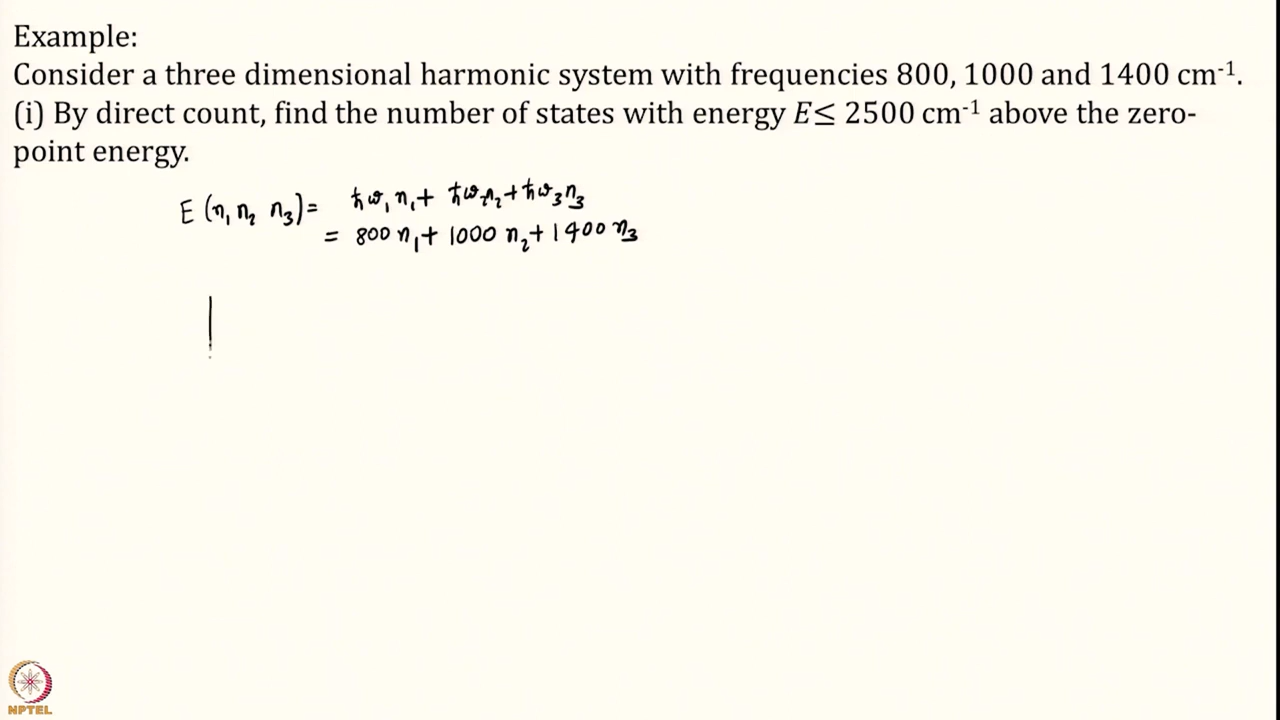 Example:
Consider a three dimensional harmonic system with frequencies 800, 1000 and 1400 cm⁻¹.
(i) By direct count, find the number of states with energy E≤ 2500 cm⁻¹ above the zero-
point energy.
E (n₁ n₂ n₃) = ħω₁n₁ + ħω₂n₂ + ħω₃n₃
= 800 n₁ + 1000 n₂ + 1400 n₃
NPTEL